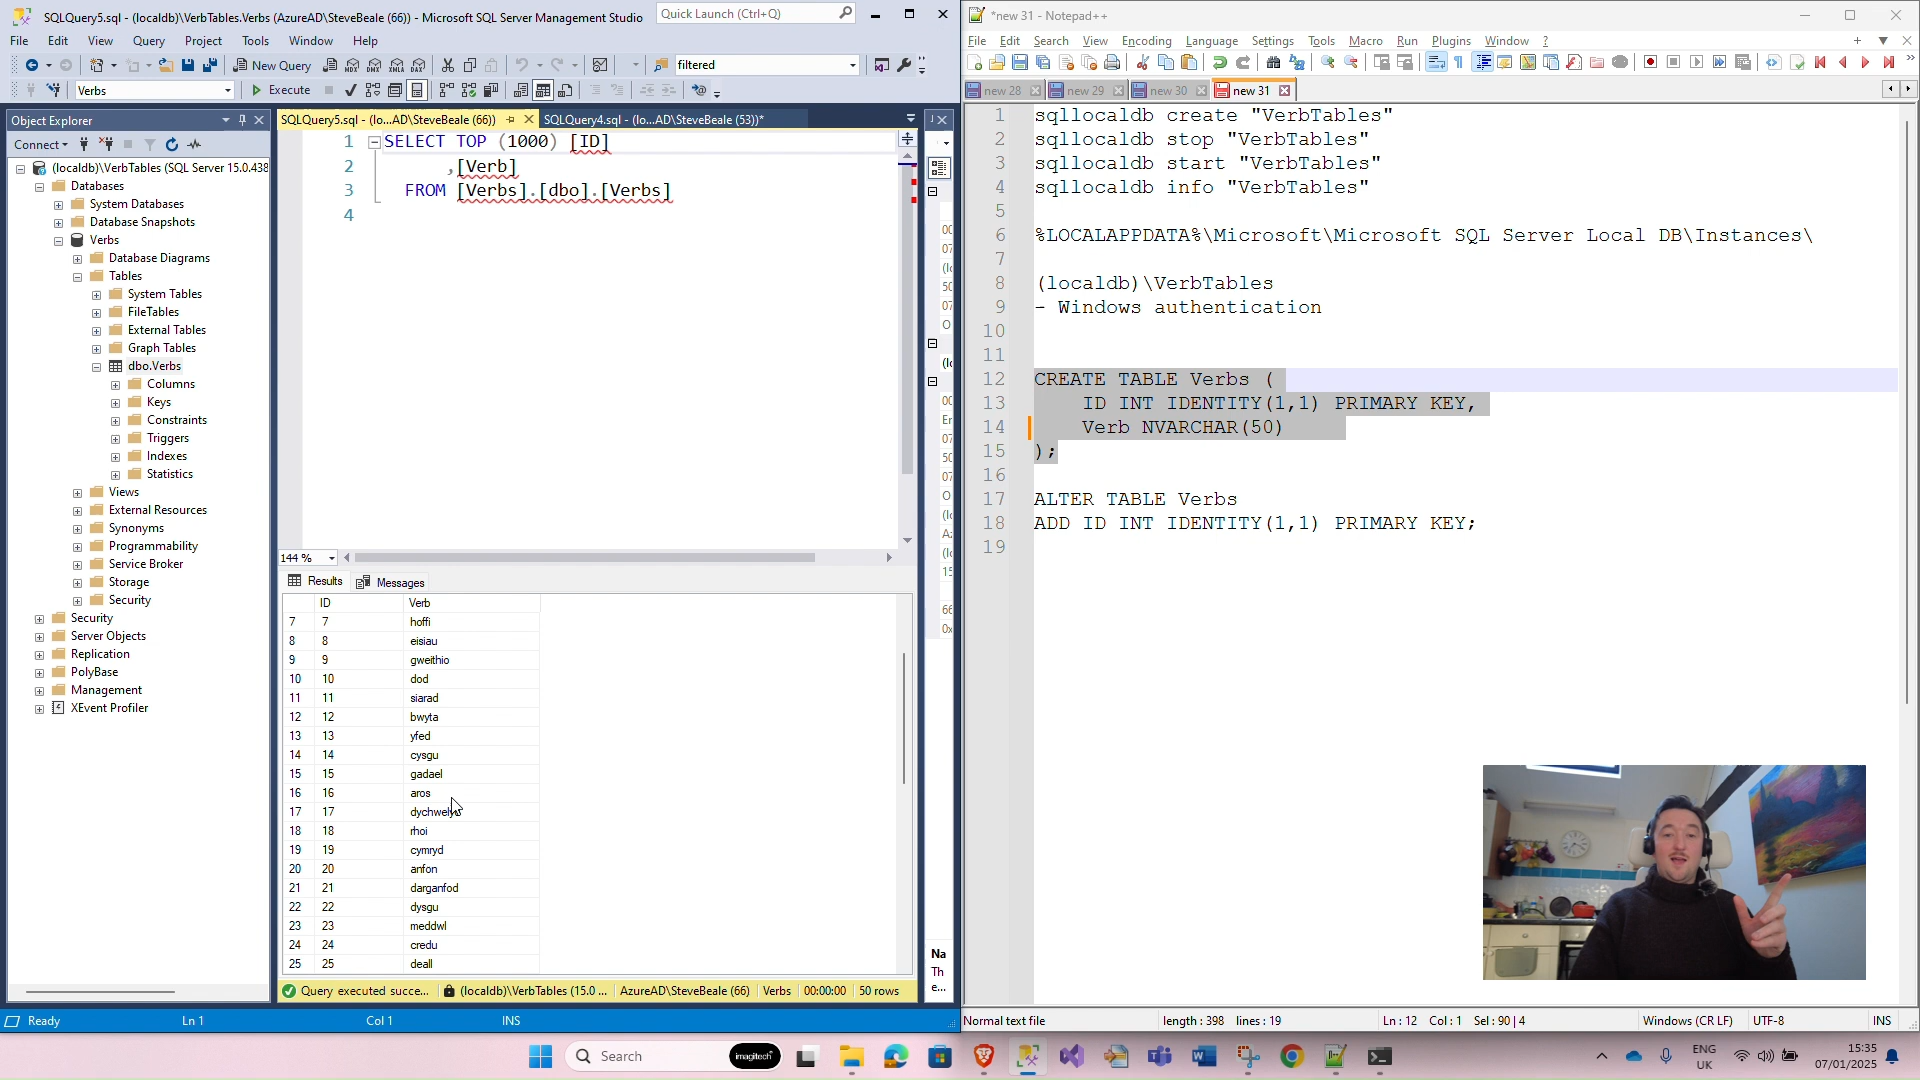 SQLQuery5.sql - (localdb)\VerbTables.Verbs (AzureAD\SteveBeale (66)) - Microsoft SQL Server Management Studio
Quick Launch (Ctrl+Q)
File Edit View Query Project Tools Window Help
New Query
filtered
Verbs
Execute
Object Explorer
Connect
(localdb)\VerbTables (SQL Server 15.0.438
Databases
System Databases
Database Snapshots
Verbs
Database Diagrams
Tables
System Tables
FileTables
External Tables
Graph Tables
dbo.Verbs
Columns
Keys
Constraints
Triggers
Indexes
Statistics
Views
External Resources
Synonyms
Programmability
Service Broker
Storage
Security
Security
Server Objects
Replication
PolyBase
Management
XEvent Profiler
SQLQuery5.sql - (lo...AD\SteveBeale (66))
SQLQuery4.sql - (lo...AD\SteveBeale (53))*
1 SELECT TOP (1000) [ID]
2 ,[Verb]
3 FROM [Verbs].[dbo].[Verbs]
4
144 %
Results Messages
ID Verb
7 7 hoffi
8 8 eisiau
9 9 gweithio
10 10 dod
11 11 siarad
12 12 bwyta
13 13 yfed
14 14 cysgu
15 15 gadael
16 16 aros
17 17 dychwelyd
18 18 rhoi
19 19 cymryd
20 20 anfon
21 21 darganfod
22 22 dysgu
23 23 meddwl
24 24 credu
25 25 deall
Query executed succe... (localdb)\VerbTables (15.0 ... AzureAD\SteveBeale (66) Verbs 00:00:00 50 rows
Na
Th
e...
Ready Ln 1 Col 1 INS
*new 31 - Notepad++
File Edit Search View Encoding Language Settings Tools Macro Run Plugins Window ?
new 28 new 29 new 30 new 31
1 sqllocaldb create "VerbTables"
2 sqllocaldb stop "VerbTables"
3 sqllocaldb start "VerbTables"
4 sqllocaldb info "VerbTables"
5
6 %LOCALAPPDATA%\Microsoft\Microsoft SQL Server Local DB\Instances\
7
8 (localdb)\VerbTables
9 - Windows authentication
10
11
12 CREATE TABLE Verbs (
13 ID INT IDENTITY(1,1) PRIMARY KEY,
14 Verb NVARCHAR(50)
15 );
16
17 ALTER TABLE Verbs
18 ADD ID INT IDENTITY(1,1) PRIMARY KEY;
19
Normal text file length : 398 lines : 19 Ln : 12 Col : 1 Sel : 90 | 4 Windows (CR LF) UTF-8 INS
Search
imagitech
ENG
UK
15:35
07/01/2025